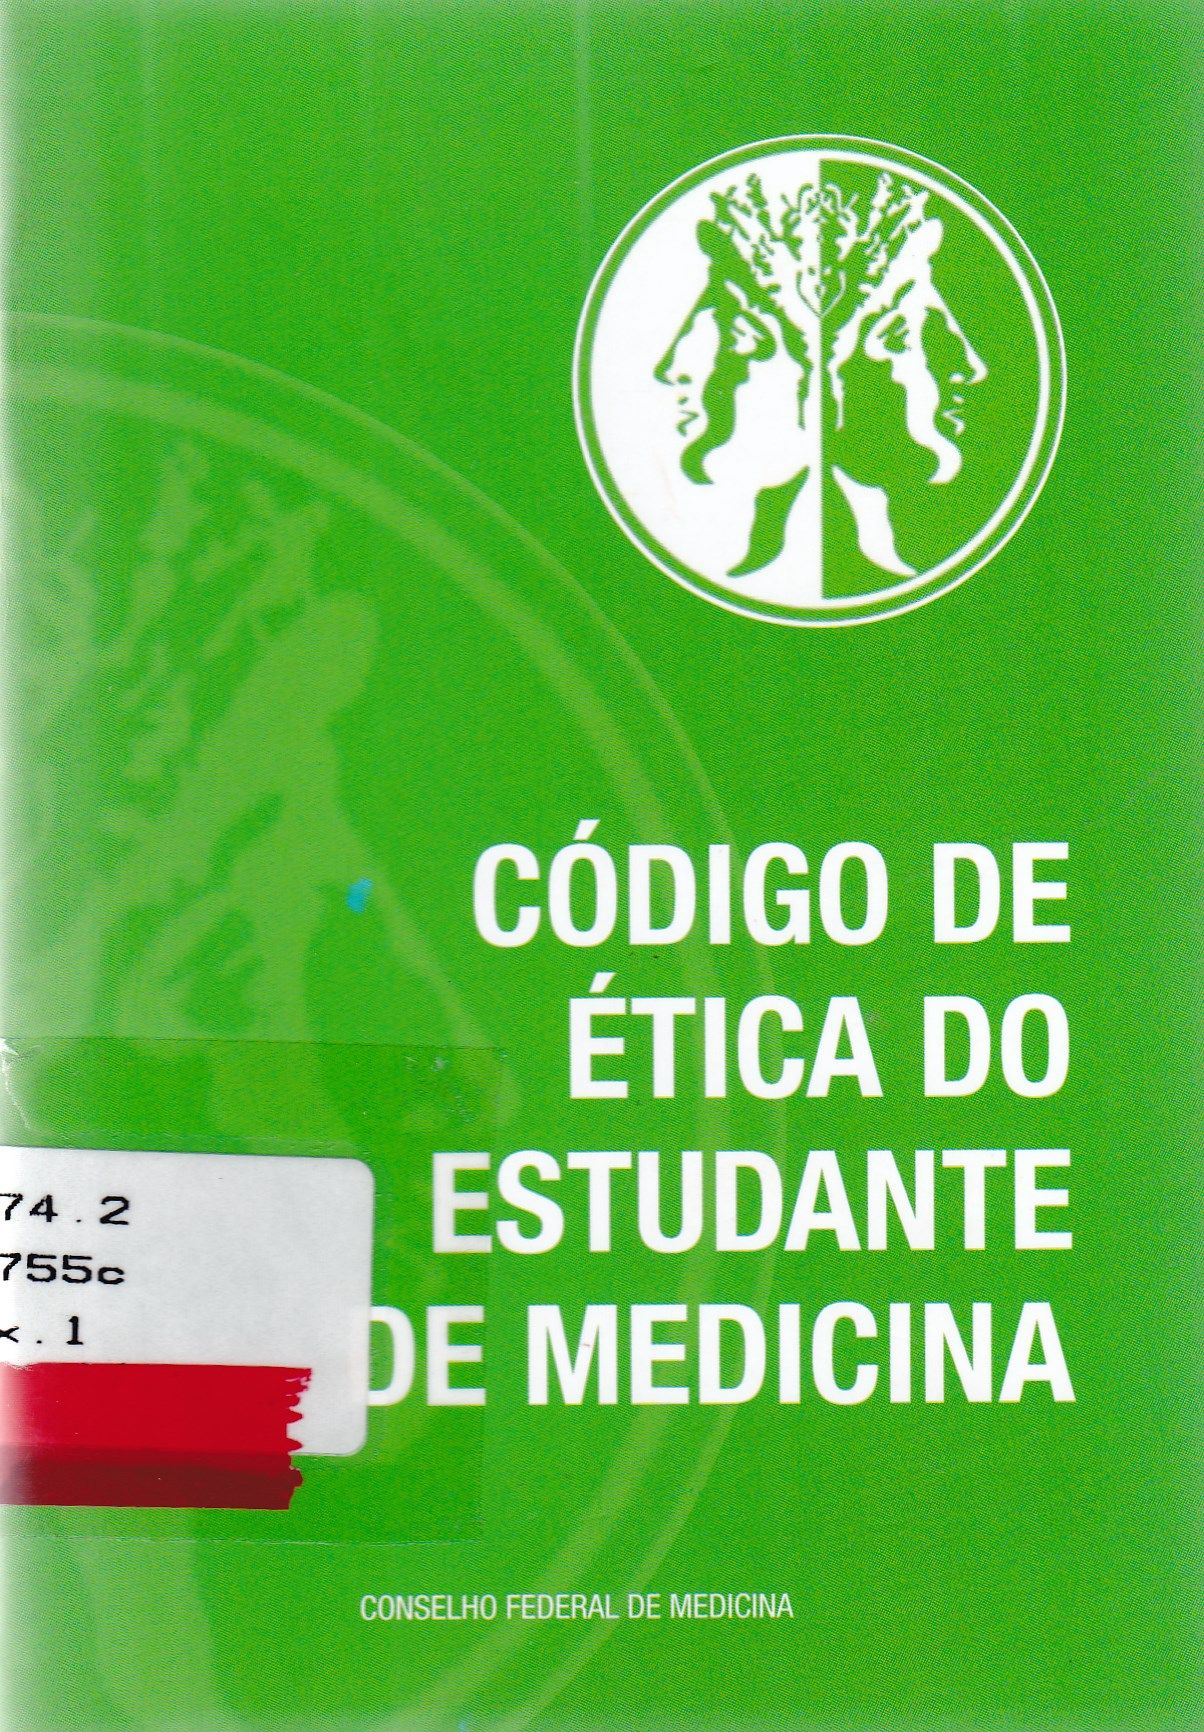 CÓDIGO DE
ÉTICA DO
ESTUDANTE
DE MEDICINA
74.2
755c
x.1
CONSELHO FEDERAL DE MEDICINA